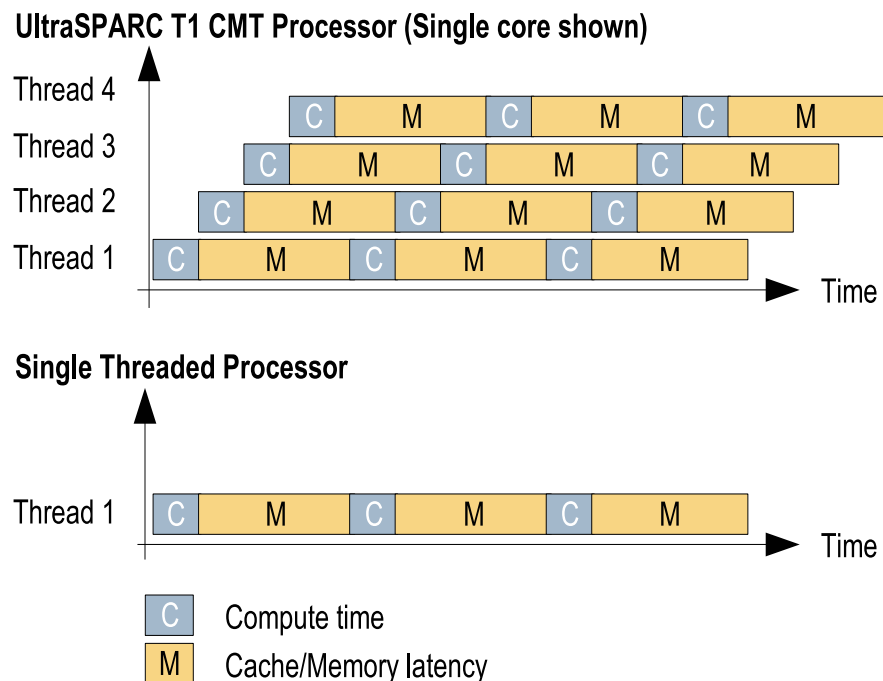 UltraSPARC T1 CMT Processor (Single core shown)
Thread 4
C M C M C M
Thread 3
C M C M C M
Thread 2
C M C M C M
Thread 1
C M C M C M
Time
Single Threaded Processor
Thread 1
C M C M C M
Time
C Compute time
M Cache/Memory latency